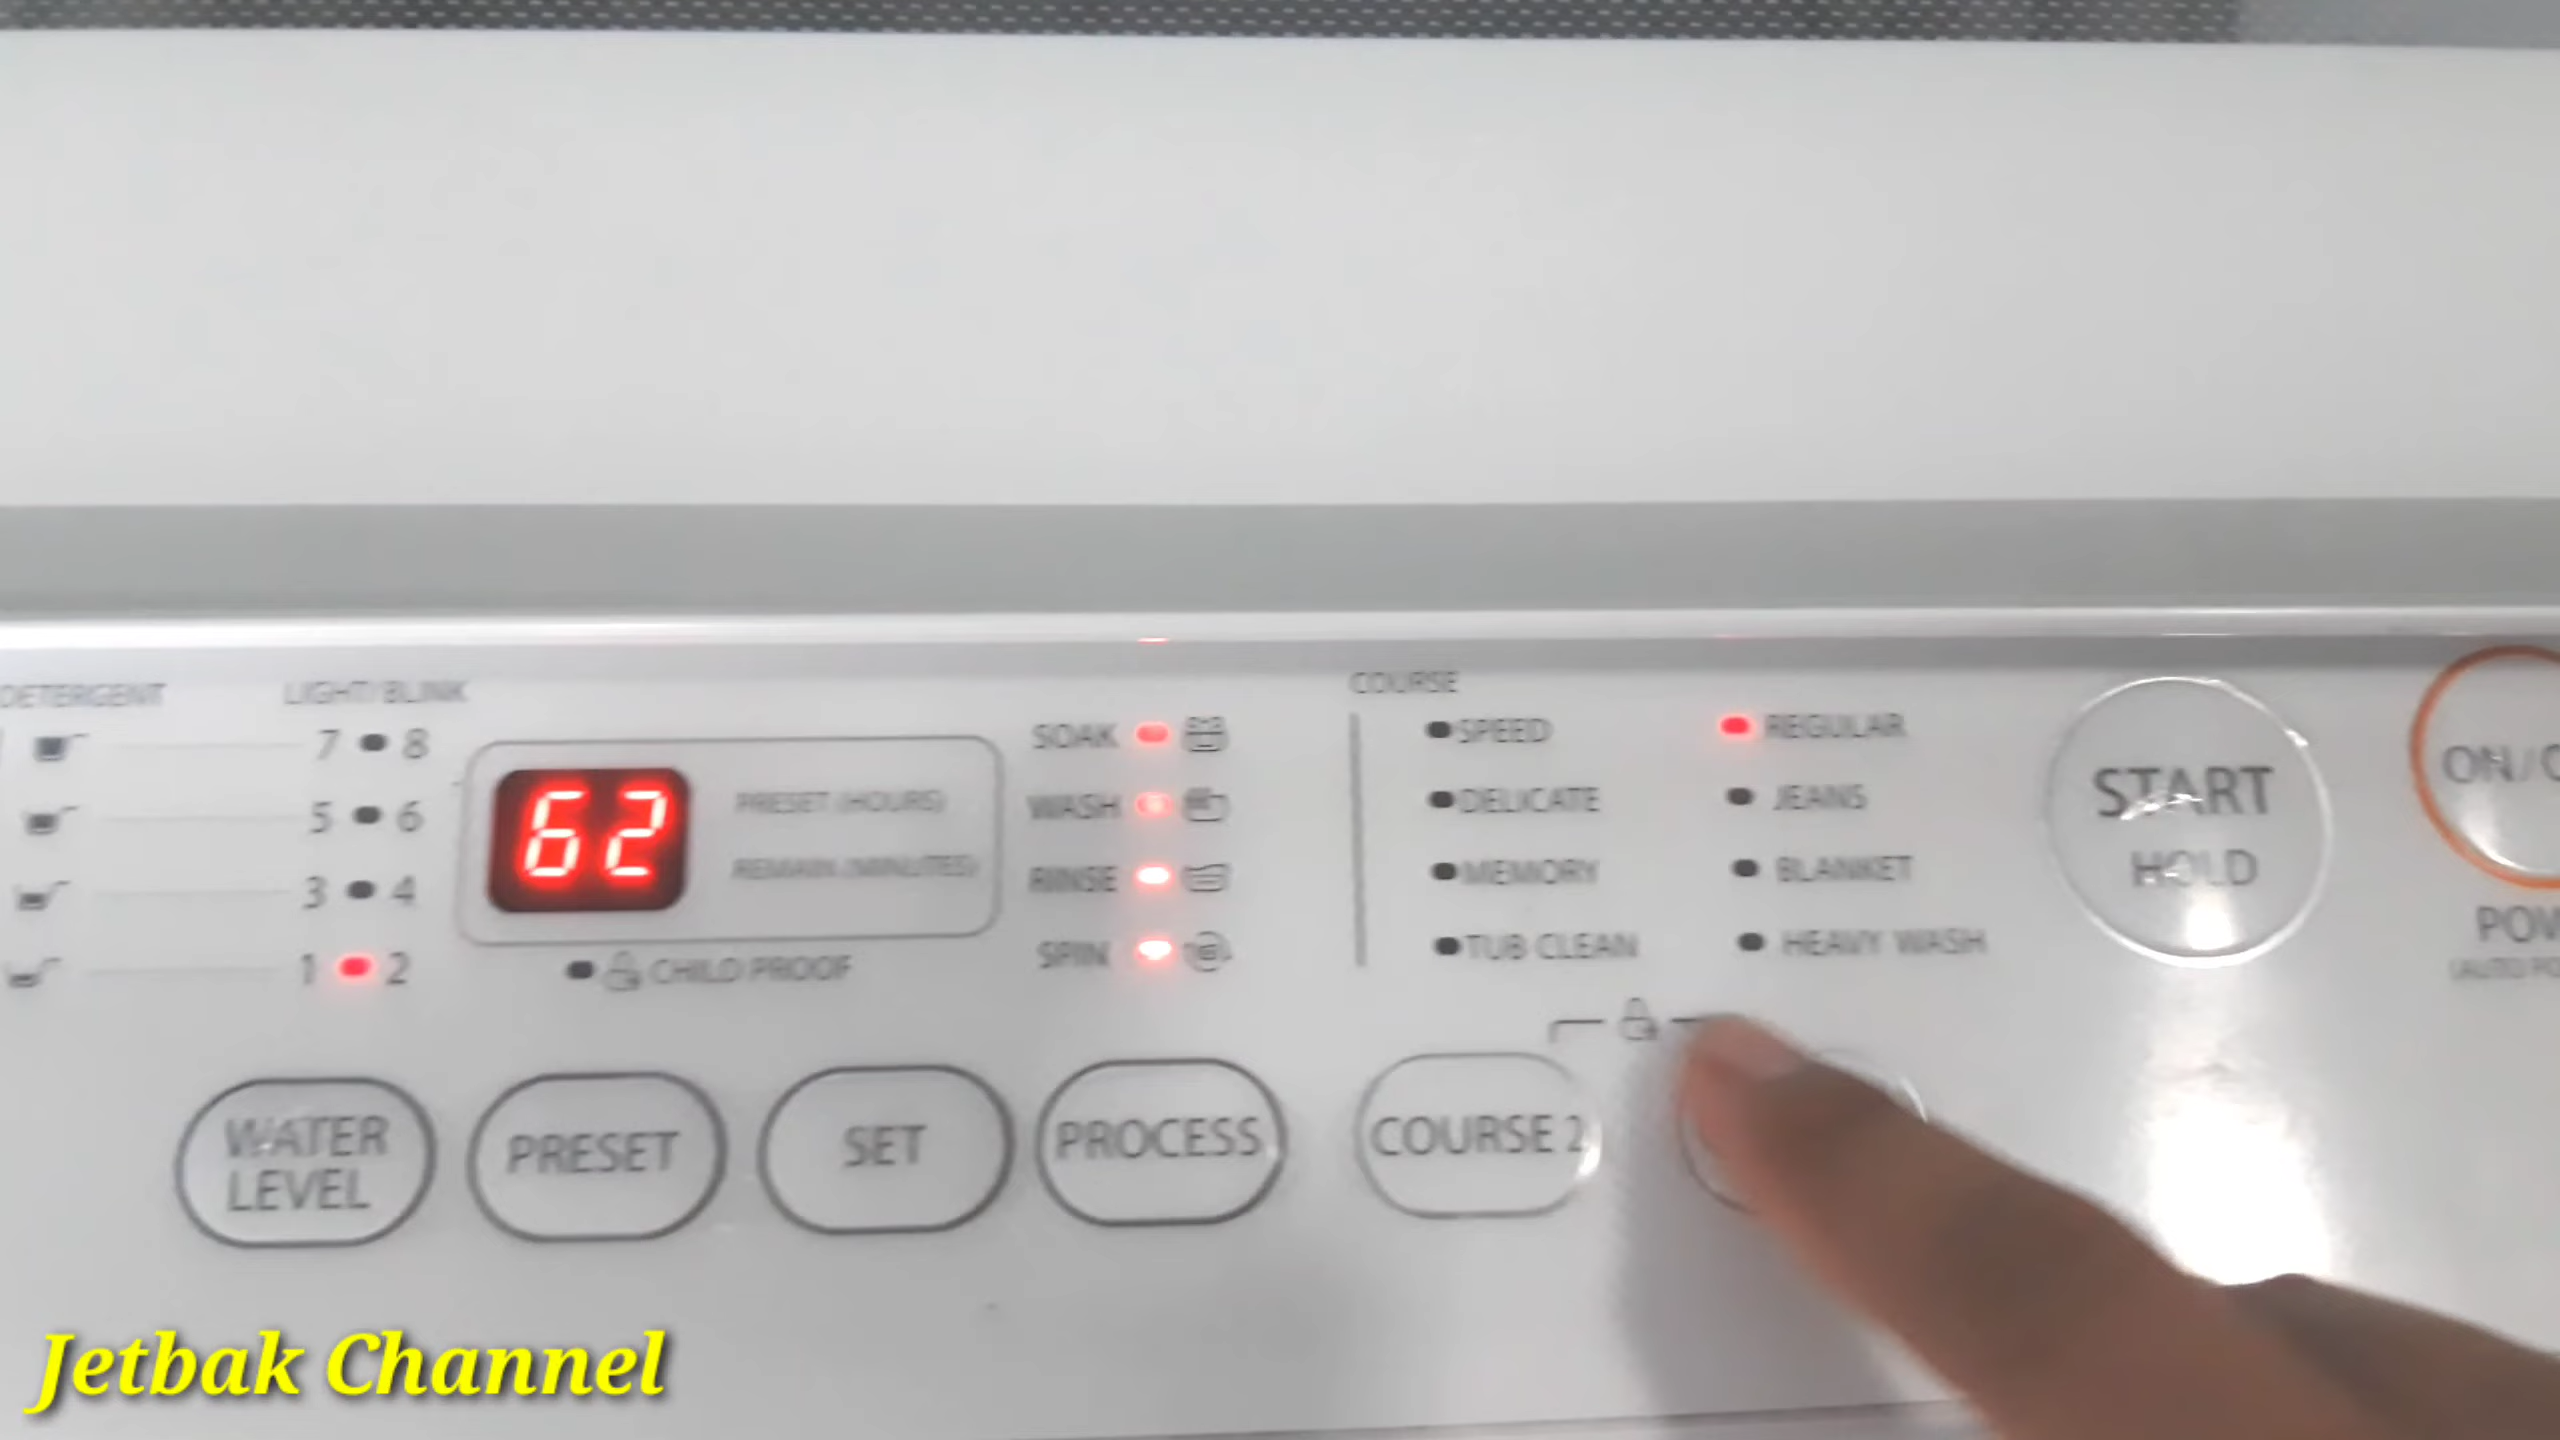 DETERGENT
LIGHT/BLINK
7 8
5 6
3 4
1 2
62
PRESET (HOURS)
REMAIN (MINUTES)
CHILD PROOF
SOAK
WASH
RINSE
SPIN
COURSE
SPEED
DELICATE
MEMORY
TUB CLEAN
REGULAR
JEANS
BLANKET
HEAVY WASH
START
HOLD
WATER
LEVEL
PRESET
SET
PROCESS
COURSE 2
Jetbak Channel